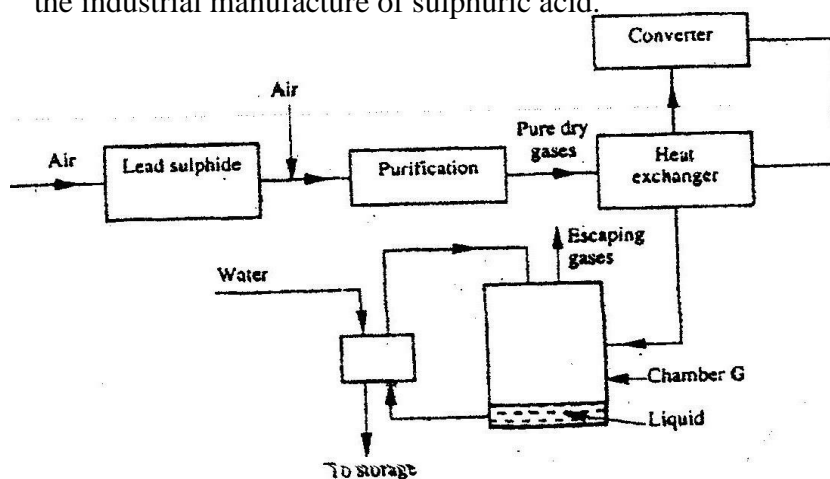 the industrial manufacture of sulphuric acid.
Converter
Air
Air
Lead sulphide
Purification
Pure dry
gases
Heat
exchanger
Escaping
gases
Water
Chamber G
Liquid
To storage